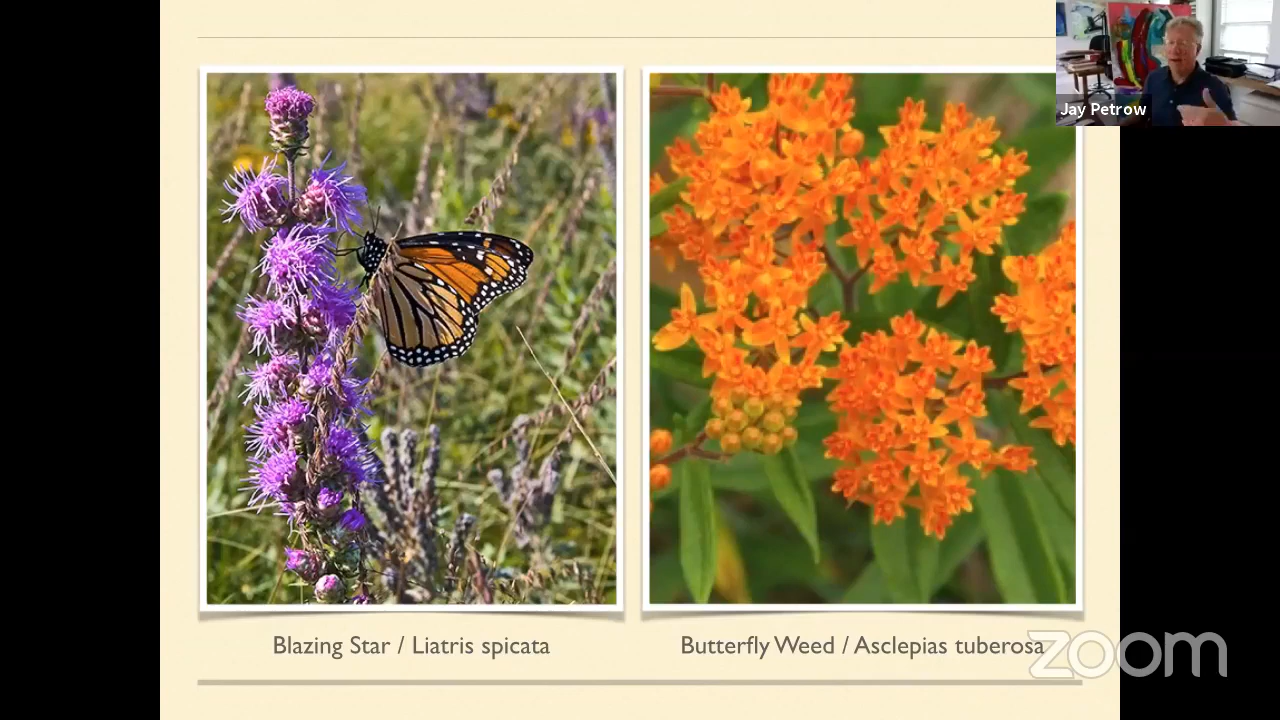 Jay Petrow
Blazing Star / Liatris spicata
Butterfly Weed / Asclepias tuberosa
zoom